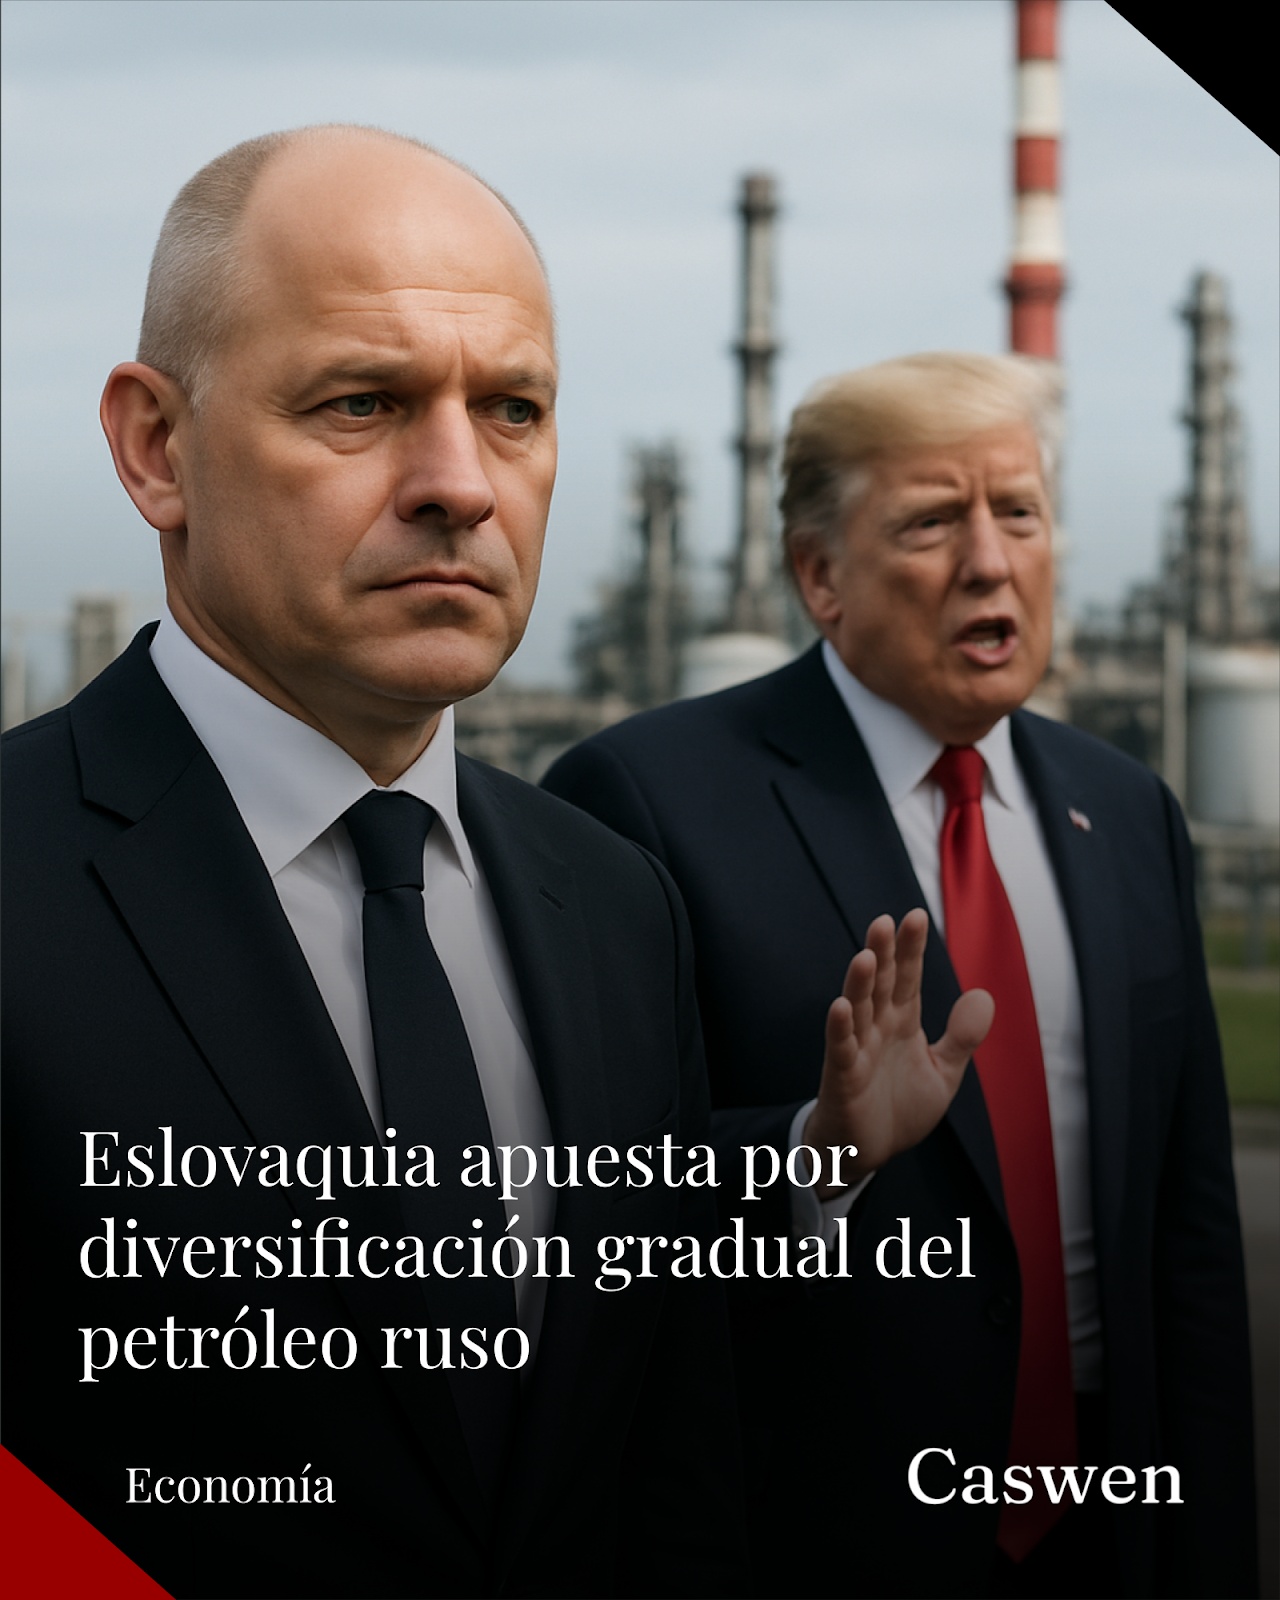 Eslovaquia apuesta por
diversificación gradual del
petróleo ruso
Economía
Caswen